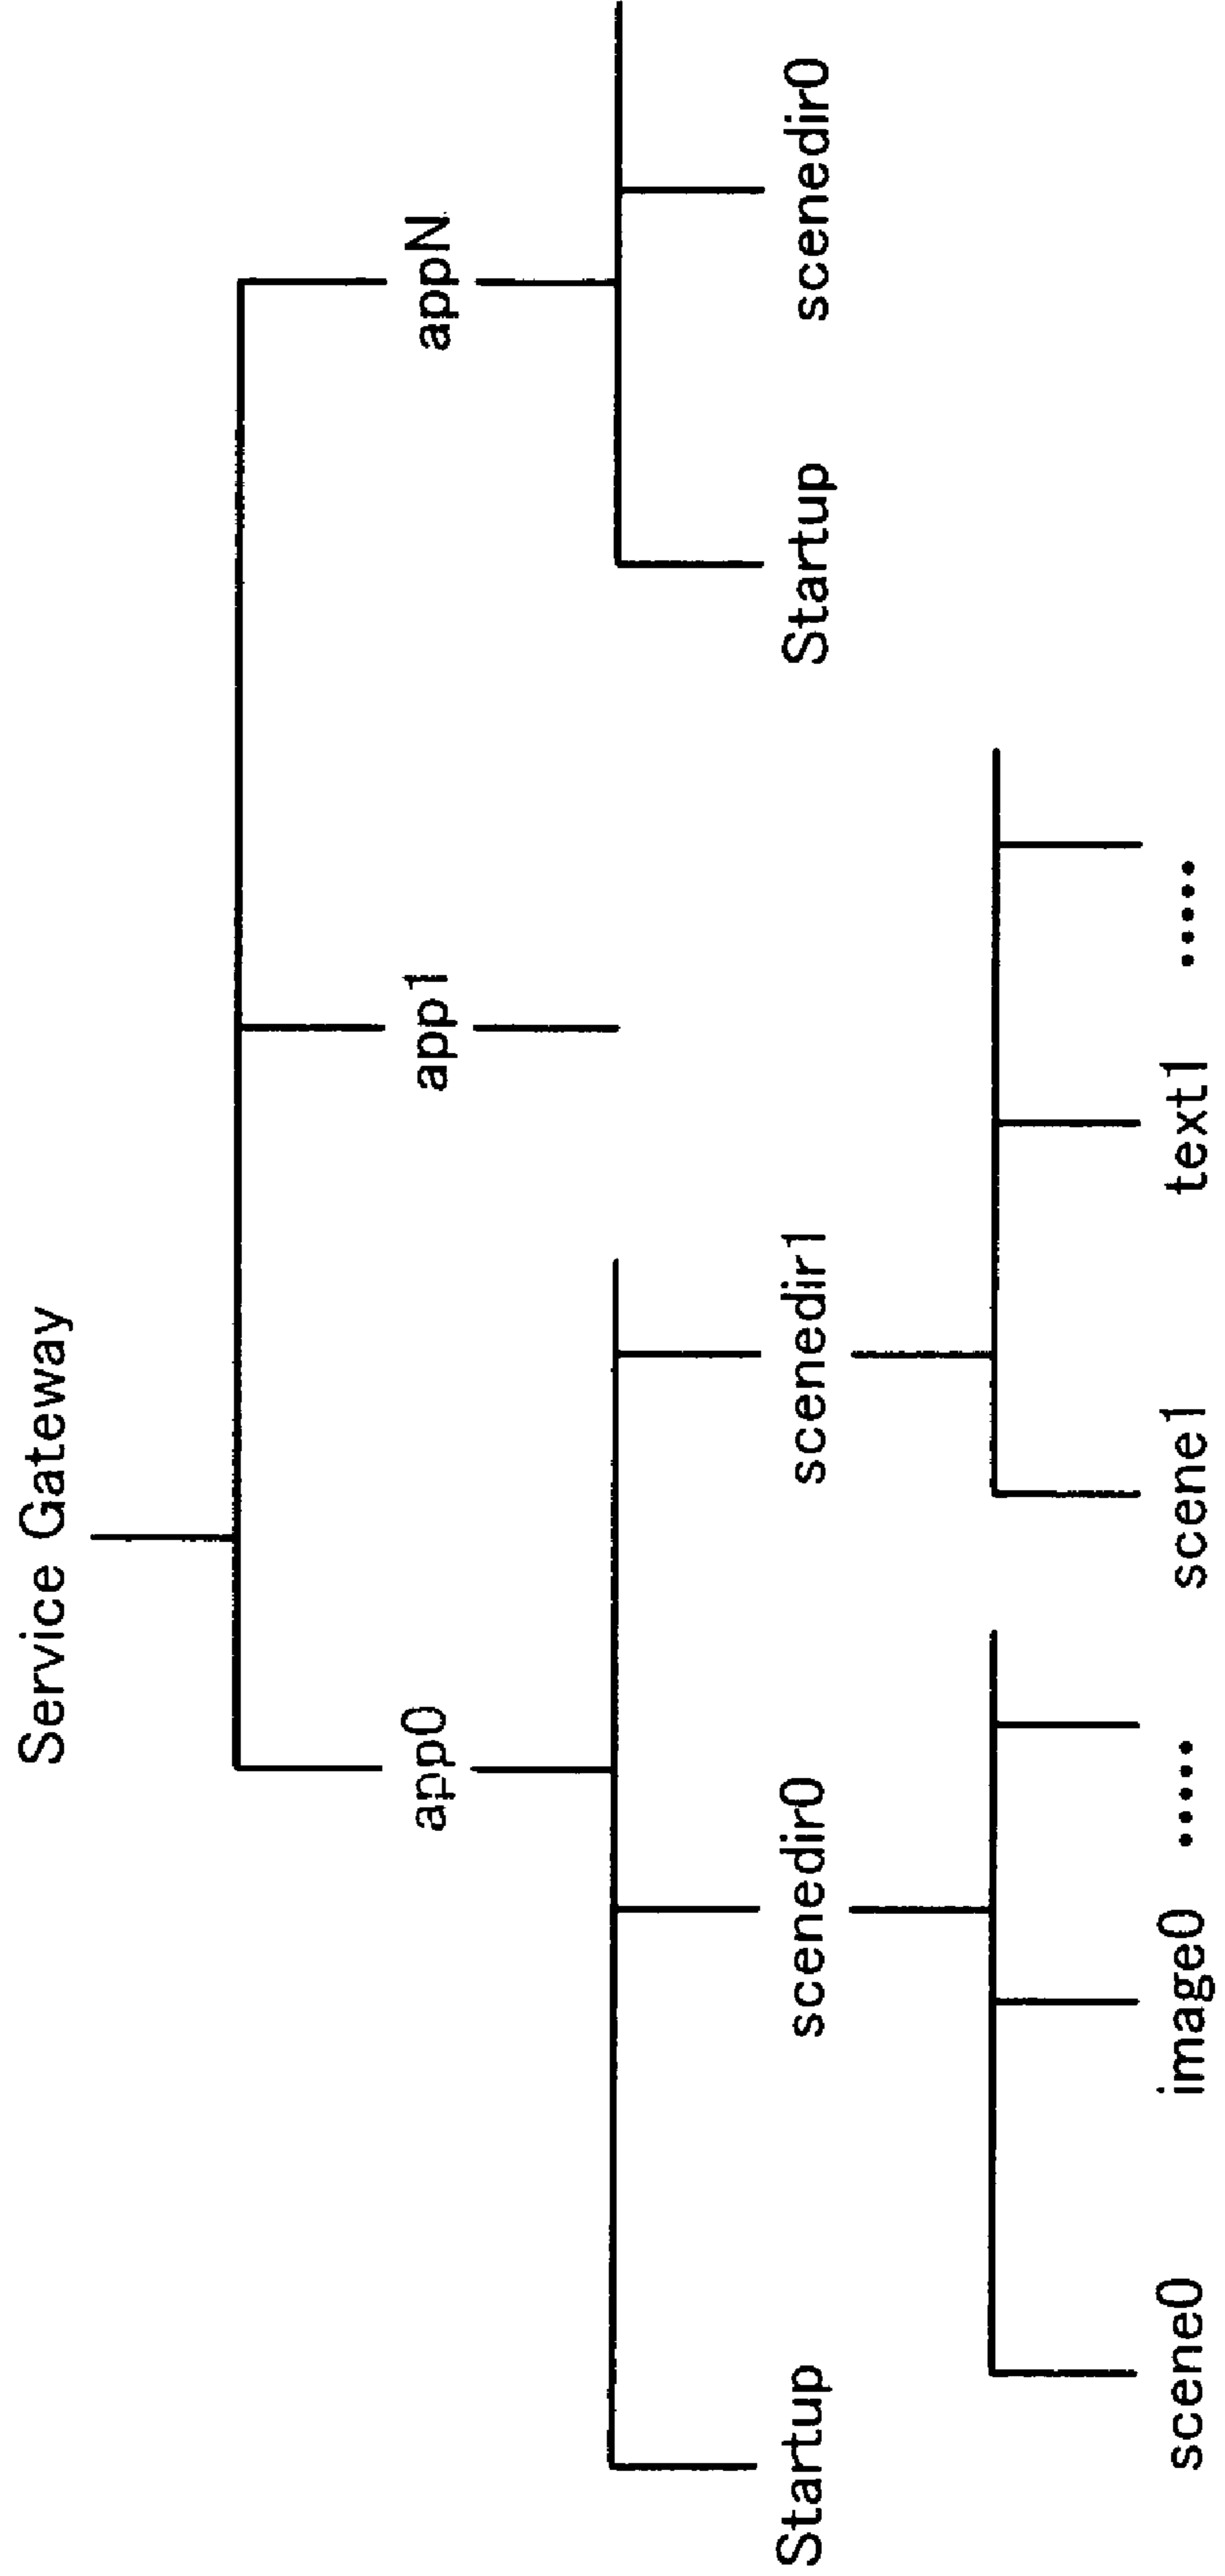 Service Gateway
app0 app1 appN
Startup scenedir0 scenedir1 Startup scenedir0
scene0 image0 ..... scene1 text1 .....